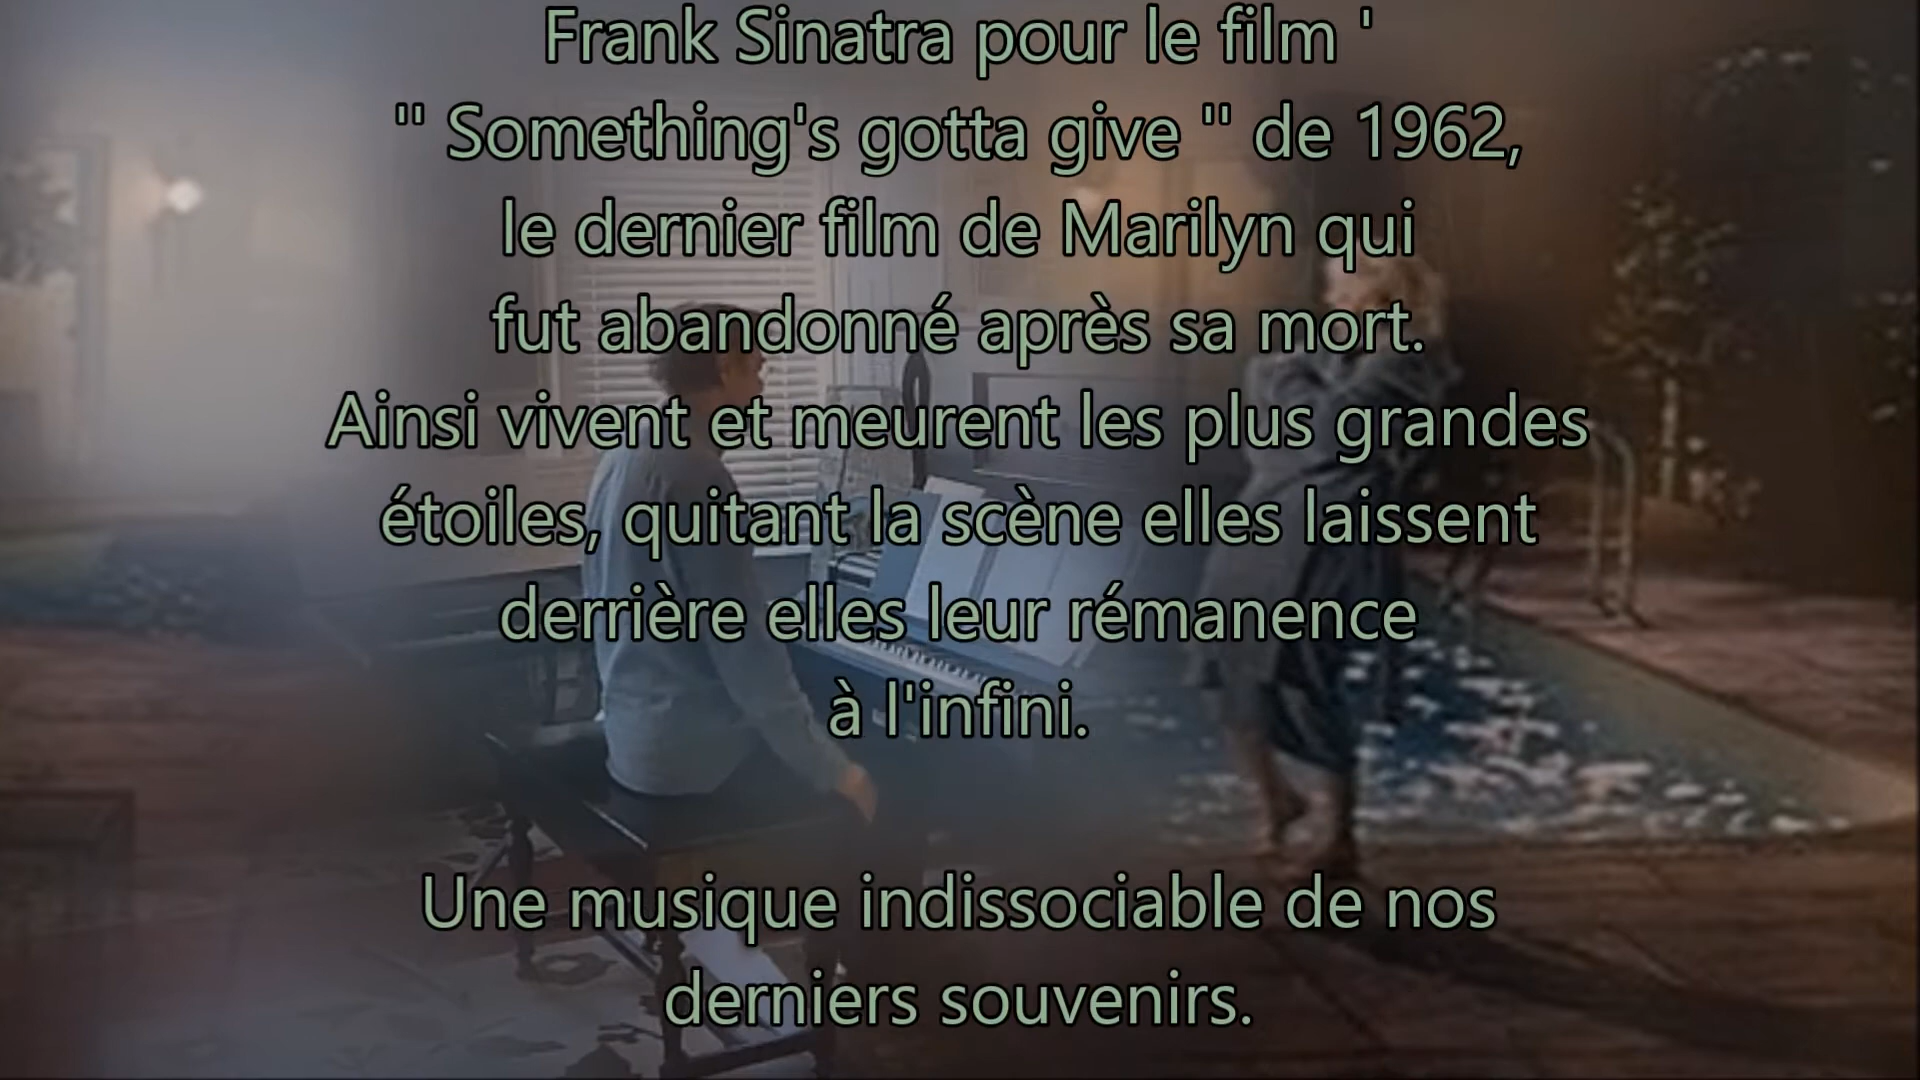 Frank Sinatra pour le film '
" Something's gotta give " de 1962,
le dernier film de Marilyn qui
fut abandonné après sa mort.
Ainsi vivent et meurent les plus grandes
étoiles, quitant la scène elles laissent
derrière elles leur rémanence
à l'infini.
Une musique indissociable de nos
derniers souvenirs.